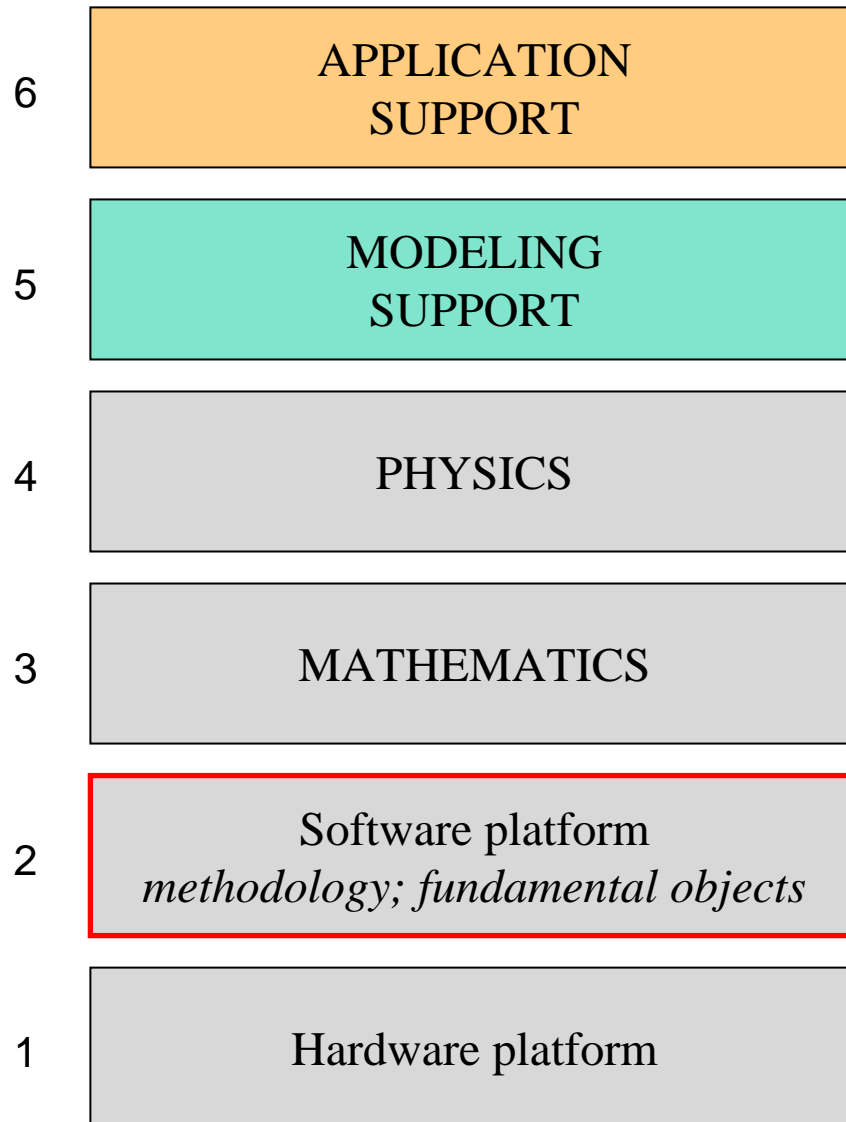 6
APPLICATION
SUPPORT
5
MODELING
SUPPORT
4
PHYSICS
3
MATHEMATICS
2
Software platform
methodology; fundamental objects
1
Hardware platform